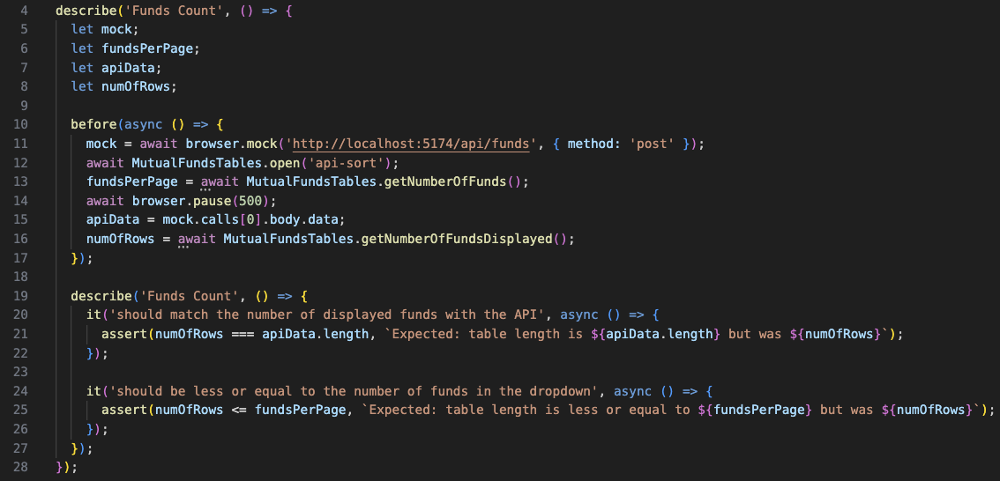 4 describe('Funds Count', () => {
5 let mock;
6 let fundsPerPage;
7 let apiData;
8 let numOfRows;
9
10 before(async () => {
11 mock = await browser.mock('http://localhost:5174/api/funds', { method: 'post' });
12 await MutualFundsTables.open('api-sort');
13 fundsPerPage = await MutualFundsTables.getNumberOfFunds();
14 await browser.pause(500);
15 apiData = mock.calls[0].body.data;
16 numOfRows = await MutualFundsTables.getNumberOfFundsDisplayed();
17 });
18
19 describe('Funds Count', () => {
20 it('should match the number of displayed funds with the API', async () => {
21 assert(numOfRows === apiData.length, `Expected: table length is ${apiData.length} but was ${numOfRows}`);
22 });
23
24 it('should be less or equal to the number of funds in the dropdown', async () => {
25 assert(numOfRows <= fundsPerPage, `Expected: table length is less or equal to ${fundsPerPage} but was ${numOfRows}`);
26 });
27 });
28 });